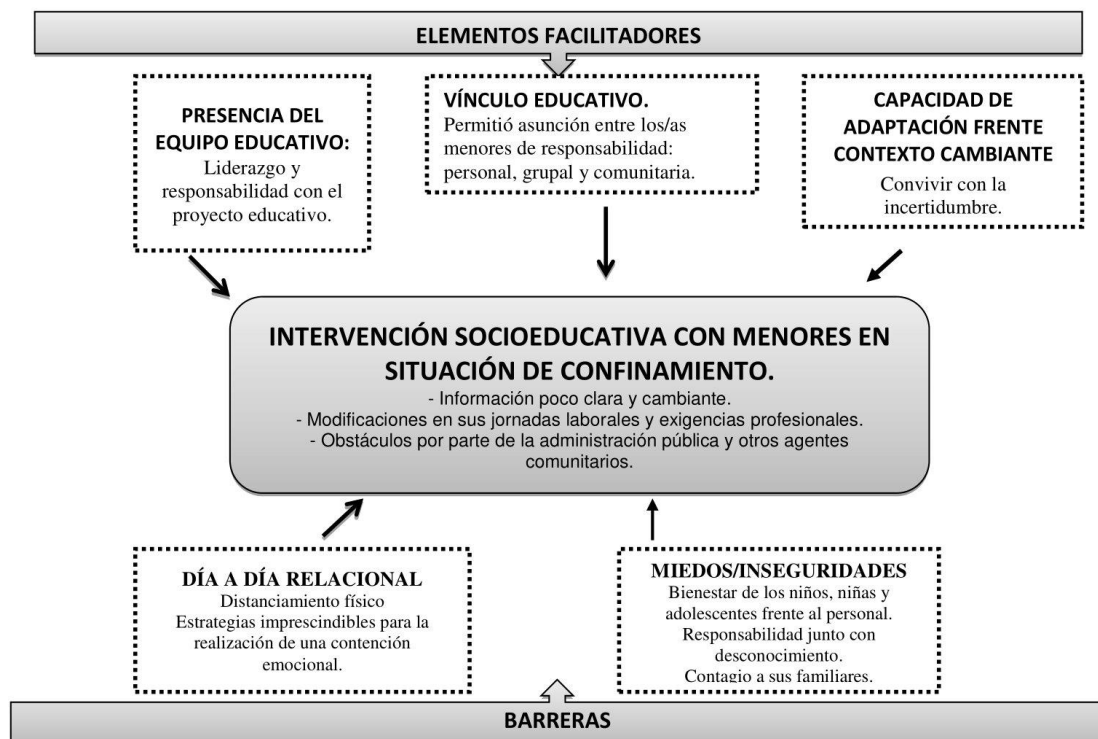 ELEMENTOS FACILITADORES
PRESENCIA DEL
EQUIPO EDUCATIVO:
Liderazgo y
responsabilidad con el
proyecto educativo.
VÍNCULO EDUCATIVO.
Permitió asunción entre los/as
menores de responsabilidad:
personal, grupal y comunitaria.
CAPACIDAD DE
ADAPTACIÓN FRENTE
CONTEXTO CAMBIANTE
Convivir con la
incertidumbre.
INTERVENCIÓN SOCIOEDUCATIVA CON MENORES EN
SITUACIÓN DE CONFINAMIENTO.
- Información poco clara y cambiante.
- Modificaciones en sus jornadas laborales y exigencias profesionales.
- Obstáculos por parte de la administración pública y otros agentes
comunitarios.
DÍA A DÍA RELACIONAL
Distanciamiento físico
Estrategias imprescindibles para la
realización de una contención
emocional.
MIEDOS/INSEGURIDADES
Bienestar de los niños, niñas y
adolescentes frente al personal.
Responsabilidad junto con
desconocimiento.
Contagio a sus familiares.
BARRERAS